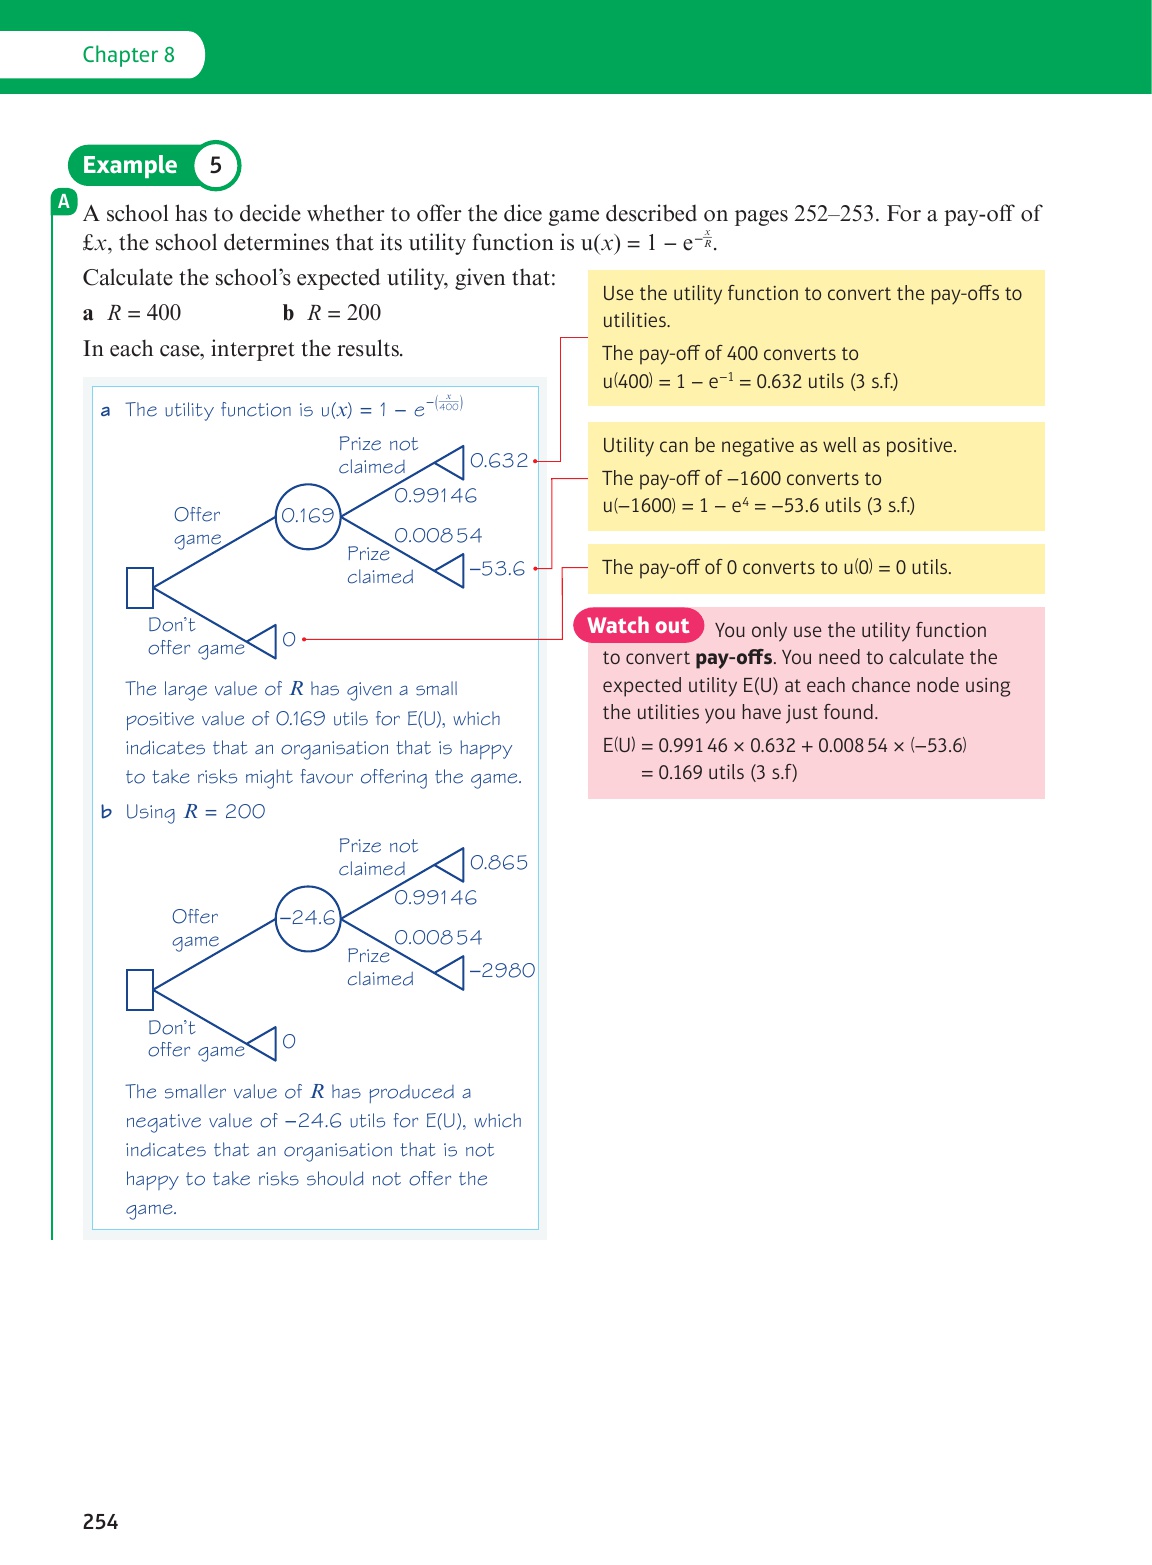 Chapter 8
Example 5
A
A school has to decide whether to offer the dice game described on pages 252–253. For a pay-off of
£x, the school determines that its utility function is u(x) = 1 − e^(−x/R).
Calculate the school’s expected utility, given that:
a R = 400 b R = 200
In each case, interpret the results.
a The utility function is u(x) = 1 − e^(−(x/400))
Prize not
claimed
0.632
0.99146
Offer
game
0.169
0.00854
Prize
claimed
−53.6
Don’t
offer game
0
The large value of R has given a small
positive value of 0.169 utils for E(U), which
indicates that an organisation that is happy
to take risks might favour offering the game.
b Using R = 200
Prize not
claimed
0.865
0.99146
Offer
game
−24.6
0.00854
Prize
claimed
−2980
Don’t
offer game
0
The smaller value of R has produced a
negative value of −24.6 utils for E(U), which
indicates that an organisation that is not
happy to take risks should not offer the
game.
Use the utility function to convert the pay-offs to
utilities.
The pay-off of 400 converts to
u(400) = 1 − e⁻¹ = 0.632 utils (3 s.f.)
Utility can be negative as well as positive.
The pay-off of −1600 converts to
u(−1600) = 1 − e⁴ = −53.6 utils (3 s.f.)
The pay-off of 0 converts to u(0) = 0 utils.
Watch out You only use the utility function
to convert pay-offs. You need to calculate the
expected utility E(U) at each chance node using
the utilities you have just found.
E(U) = 0.99146 × 0.632 + 0.00854 × (−53.6)
= 0.169 utils (3 s.f)
254